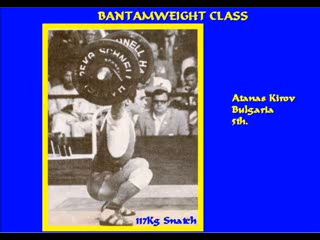 BANTAMWEIGHT CLASS
Atanas Kirov
Bulgaria
5th.
117Kg Snatch